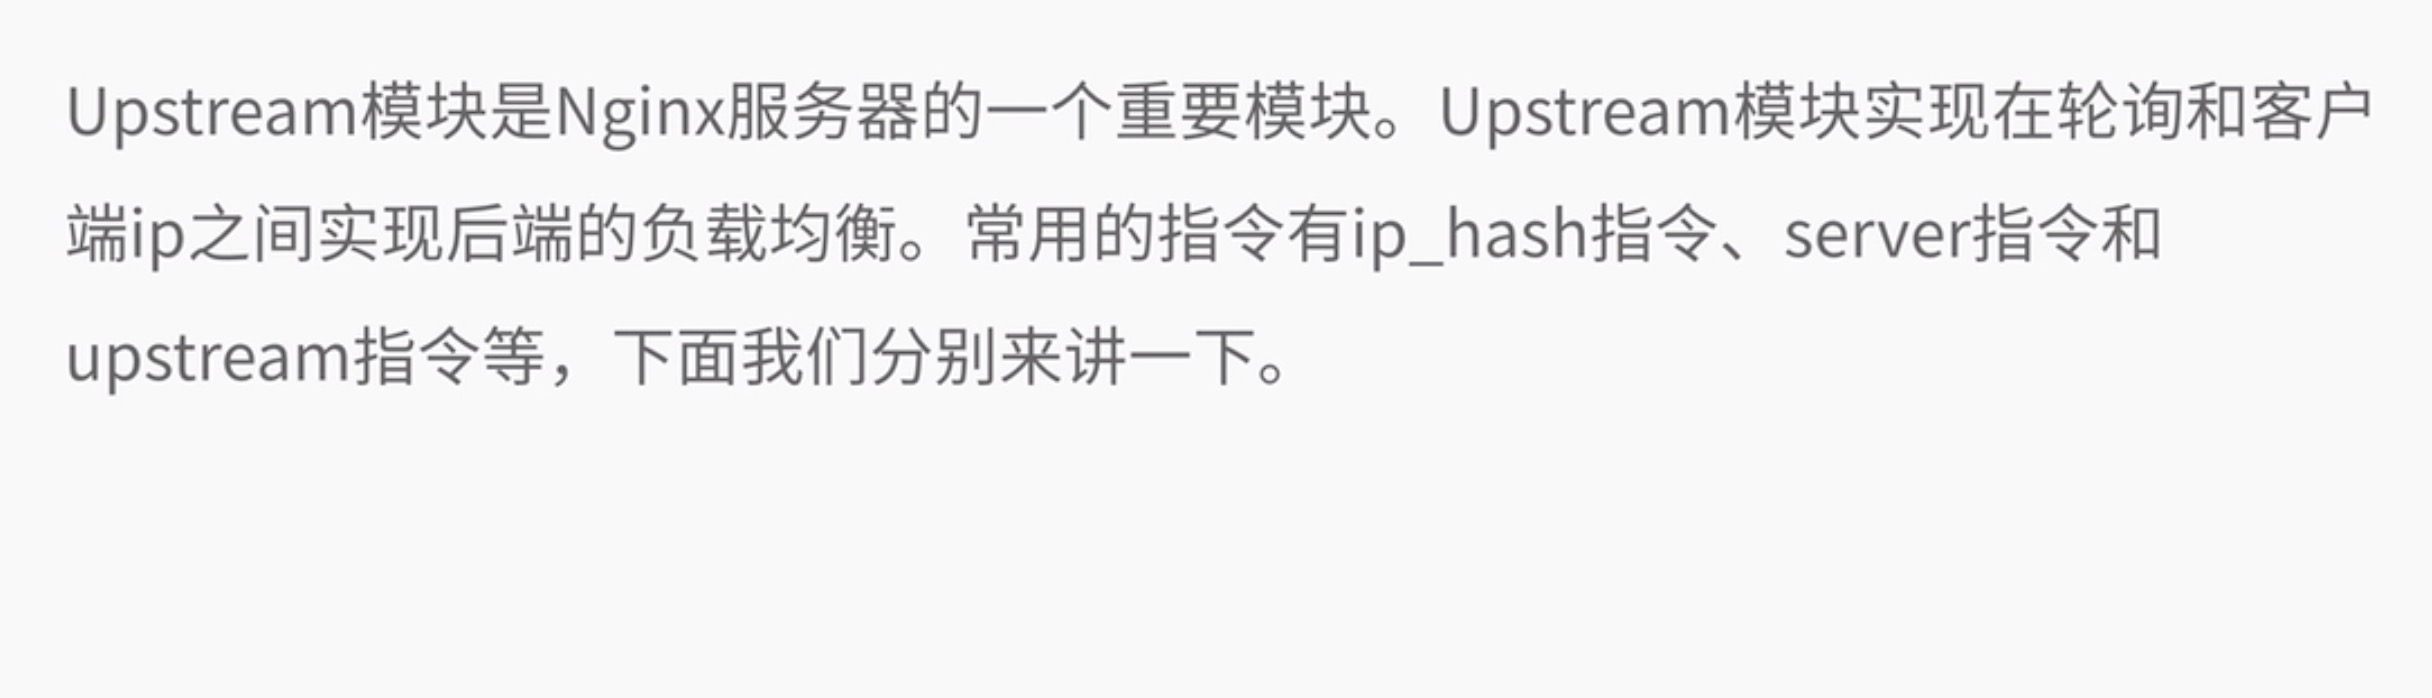 Upstream模块是Nginx服务器的一个重要模块。Upstream模块实现在轮询和客户
端ip之间实现后端的负载均衡。常用的指令有ip_hash指令、server指令和
upstream指令等，下面我们分别来讲一下。